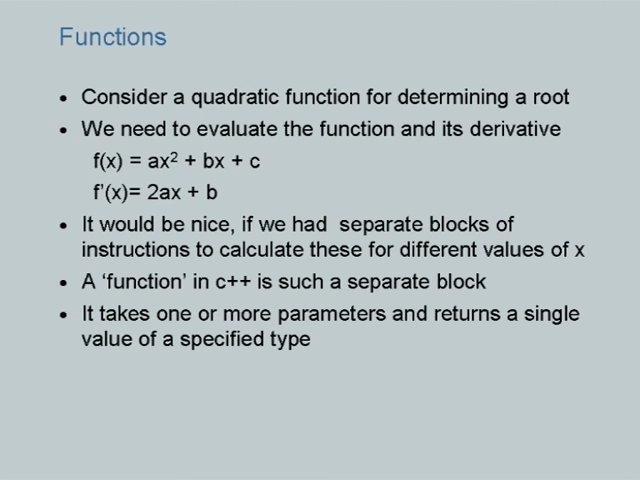 Functions
• Consider a quadratic function for determining a root
• We need to evaluate the function and its derivative
f(x) = ax² + bx + c
f’(x)= 2ax + b
• It would be nice, if we had  separate blocks of
instructions to calculate these for different values of x
• A ‘function’ in c++ is such a separate block
• It takes one or more parameters and returns a single
value of a specified type